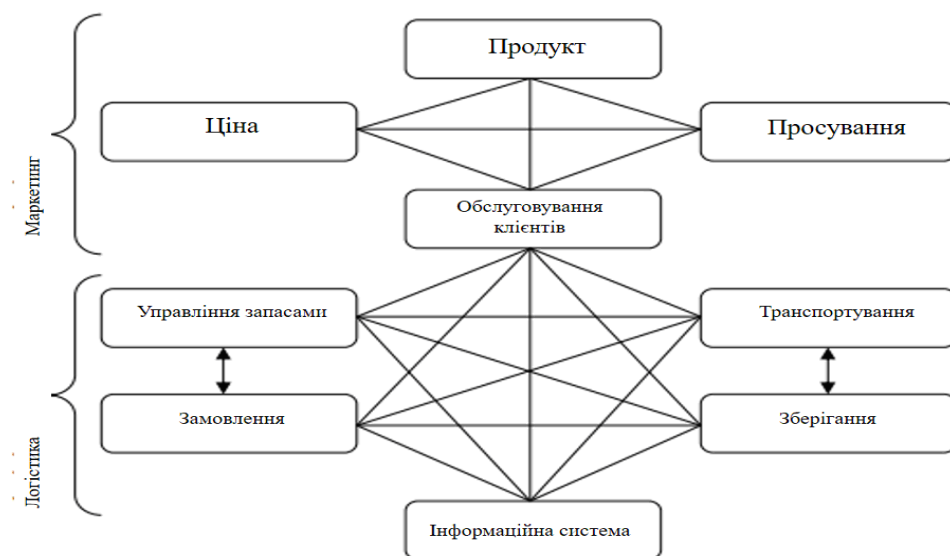 Продукт
Ціна
Просування
Обслуговування
клієнтів
Маркетинг
Управління запасами
Транспортування
Замовлення
Зберігання
Логістика
Інформаційна система